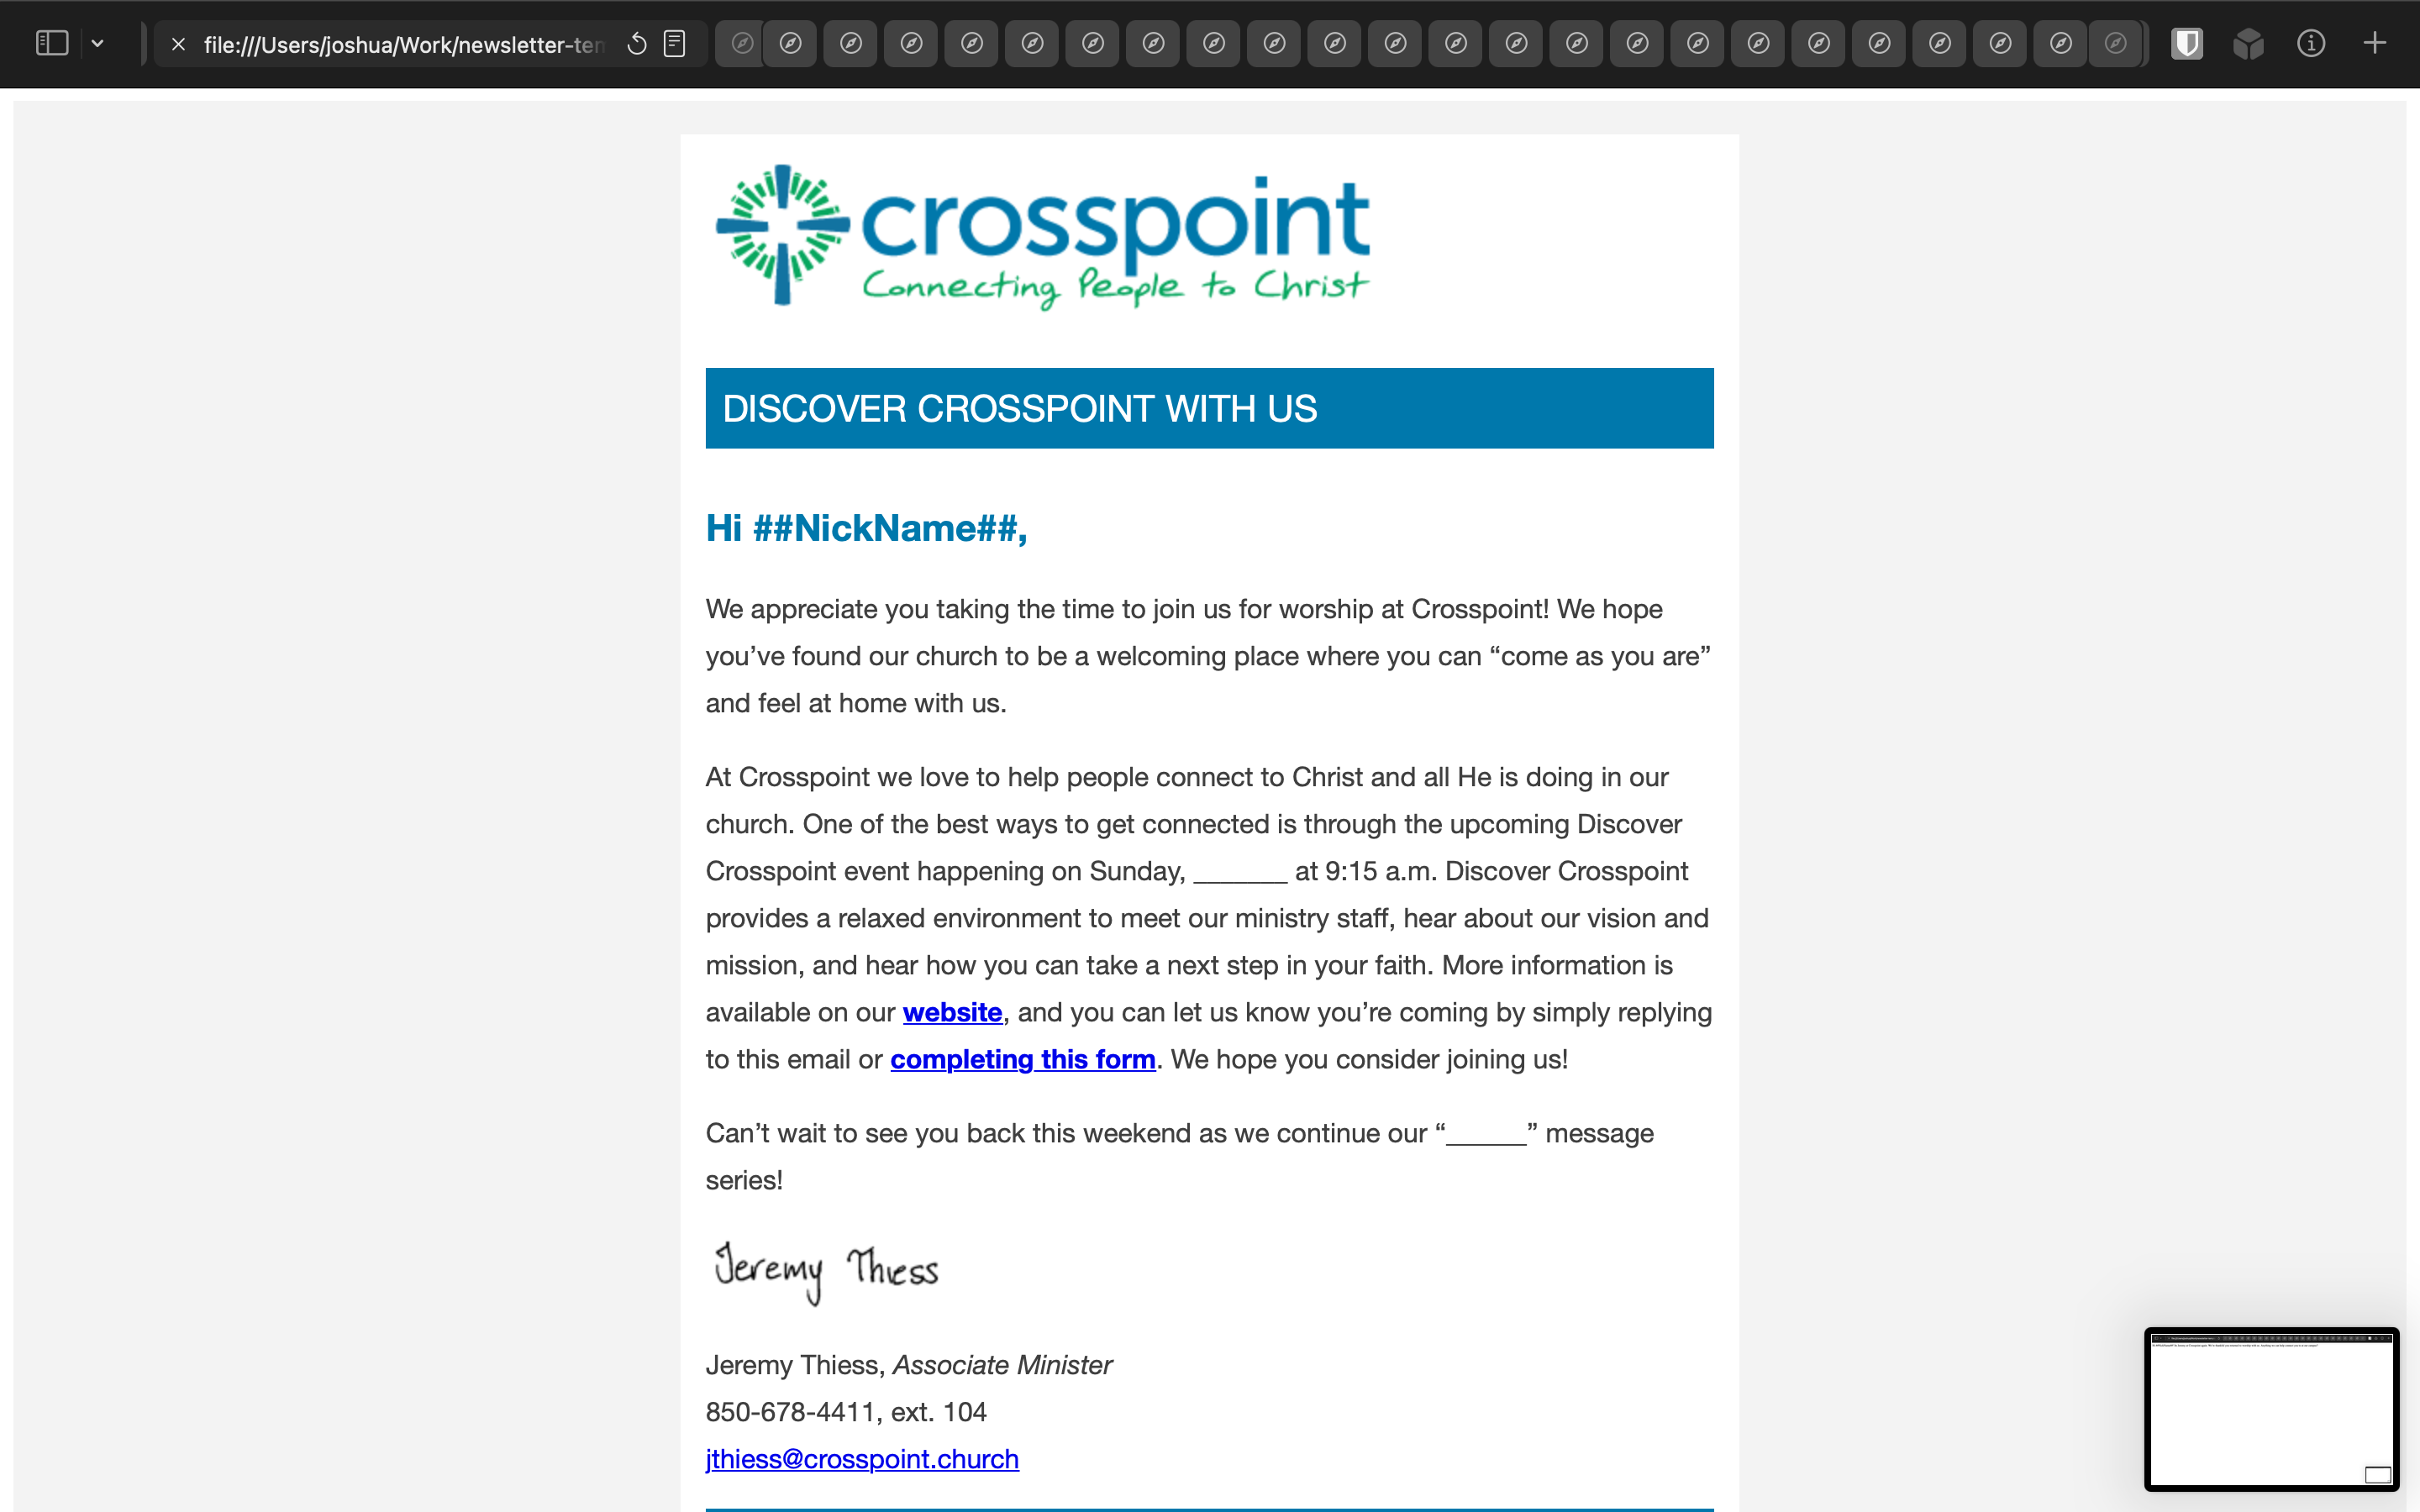 file:///Users/joshua/Work/newsletter-tem
crosspoint
Connecting People to Christ
DISCOVER CROSSPOINT WITH US
Hi ##NickName##,
We appreciate you taking the time to join us for worship at Crosspoint! We hope
you’ve found our church to be a welcoming place where you can “come as you are”
and feel at home with us.
At Crosspoint we love to help people connect to Christ and all He is doing in our
church. One of the best ways to get connected is through the upcoming Discover
Crosspoint event happening on Sunday, _______ at 9:15 a.m. Discover Crosspoint
provides a relaxed environment to meet our ministry staff, hear about our vision and
mission, and hear how you can take a next step in your faith. More information is
available on our website, and you can let us know you’re coming by simply replying
to this email or completing this form. We hope you consider joining us!
Can’t wait to see you back this weekend as we continue our “______” message
series!
Jeremy Thiess
Jeremy Thiess, Associate Minister
850-678-4411, ext. 104
jthiess@crosspoint.church